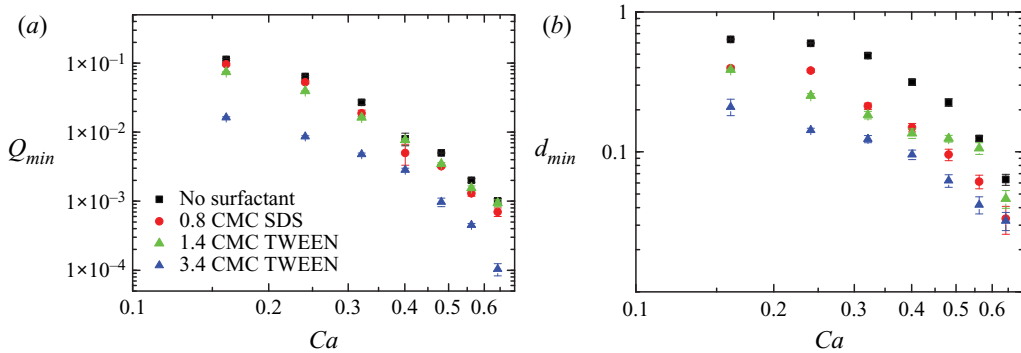 (a)
Q_min
1×10⁻¹
1×10⁻²
1×10⁻³
1×10⁻⁴
No surfactant
0.8 CMC SDS
1.4 CMC TWEEN
3.4 CMC TWEEN
0.1 0.2 0.3 0.4 0.5 0.6
Ca
(b)
d_min
1
0.1
0.1 0.2 0.3 0.4 0.5 0.6
Ca